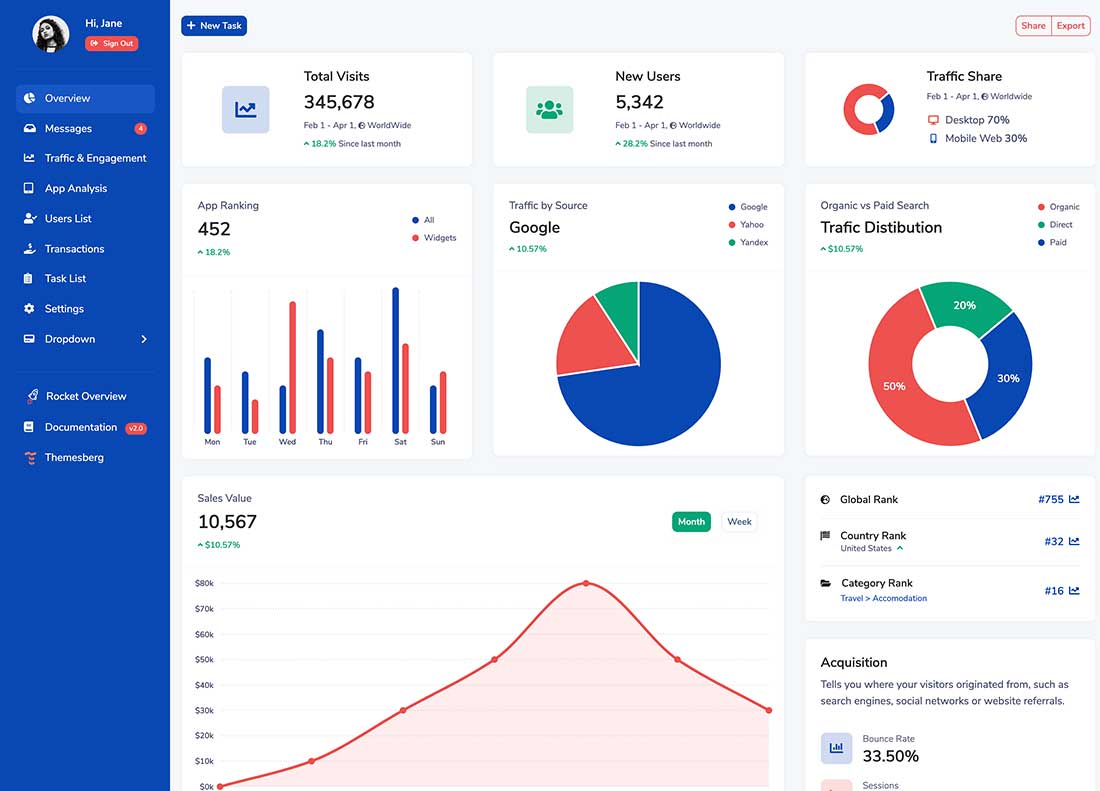 Hi, Jane
Sign Out
Overview
Messages 4
Traffic & Engagement
App Analysis
Users List
Transactions
Task List
Settings
Dropdown
Rocket Overview
Documentation v2.0
Themesberg
New Task
Share Export
Total Visits
345,678
Feb 1 - Apr 1, WorldWide
18.2% Since last month
New Users
5,342
Feb 1 - Apr 1, Worldwide
28.2% Since last month
Traffic Share
Feb 1 - Apr 1, Worldwide
Desktop 70%
Mobile Web 30%
App Ranking
452
18.2%
All
Widgets
Mon Tue Wed Thu Fri Sat Sun
Traffic by Source
Google
10.57%
Google
Yahoo
Yandex
Organic vs Paid Search
Trafic Distibution
$10.57%
Organic
Direct
Paid
20%
30%
50%
Sales Value
10,567
$10.57%
Month Week
$80k
$70k
$60k
$50k
$40k
$30k
$20k
$10k
$0k
Global Rank #755
Country Rank
United States
#32
Category Rank
Travel > Accomodation
#16
Acquisition
Tells you where your visitors originated from, such as
search engines, social networks or website referrals.
Bounce Rate
33.50%
Sessions